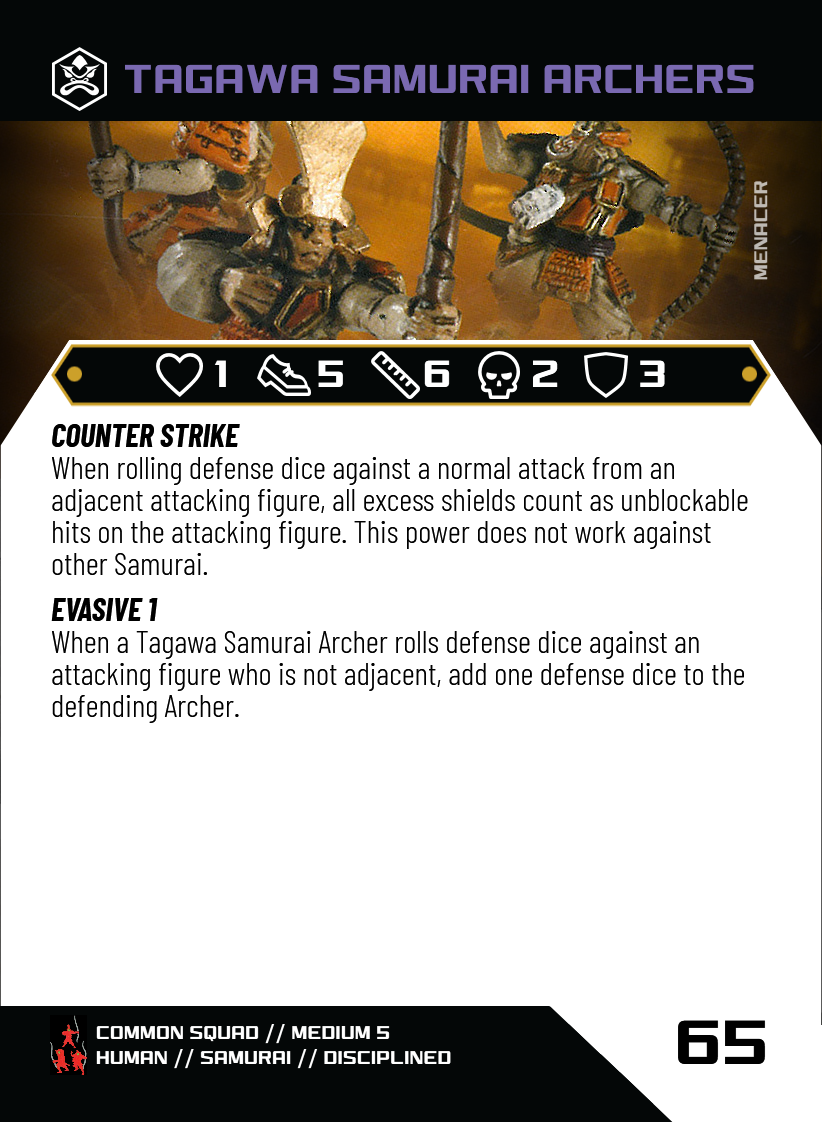 TAGAWA SAMURAI ARCHERS
MENACER
1 5 6 2 3
COUNTER STRIKE
When rolling defense dice against a normal attack from an
adjacent attacking figure, all excess shields count as unblockable
hits on the attacking figure. This power does not work against
other Samurai.
EVASIVE 1
When a Tagawa Samurai Archer rolls defense dice against an
attacking figure who is not adjacent, add one defense dice to the
defending Archer.
COMMON SQUAD // MEDIUM 5
HUMAN // SAMURAI // DISCIPLINED
65